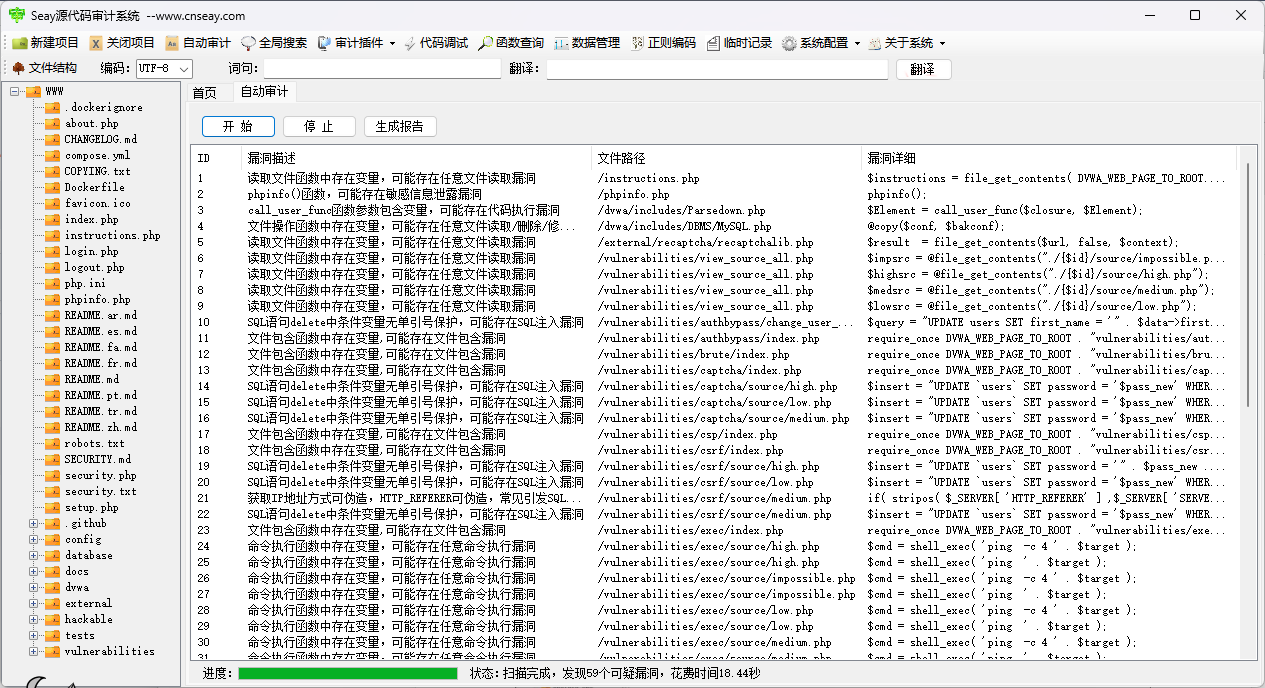 Seay源代码审计系统 --www.cnseay.com
新建项目 关闭项目 自动审计 全局搜索 审计插件 代码调试 函数查询 数据管理 正则编码 临时记录 系统配置 关于系统
文件结构 编码: UTF-8 词句: 翻译: 翻译
WWW
.dockerignore
about.php
CHANGELOG.md
compose.yml
COPYING.txt
Dockerfile
favicon.ico
index.php
instructions.php
login.php
logout.php
php.ini
phpinfo.php
README.ar.md
README.es.md
README.fa.md
README.fr.md
README.md
README.pt.md
README.tr.md
README.zh.md
robots.txt
SECURITY.md
security.php
security.txt
setup.php
.github
config
database
docs
dvwa
external
hackable
tests
vulnerabilities
首页 自动审计
开 始 停 止 生成报告
ID 漏洞描述 文件路径 漏洞详细
1 读取文件函数中存在变量，可能存在任意文件读取漏洞 /instructions.php $instructions = file_get_contents( DVWA_WEB_PAGE_TO_ROOT....
2 phpinfo()函数，可能存在敏感信息泄露漏洞 /phpinfo.php phpinfo();
3 call_user_func函数参数包含变量，可能存在代码执行漏洞 /dvwa/includes/Parsedown.php $Element = call_user_func($closure, $Element);
4 文件操作函数中存在变量，可能存在任意文件读取/删除/修... /dvwa/includes/DBMS/MySQL.php @copy($conf, $bakconf);
5 读取文件函数中存在变量，可能存在任意文件读取漏洞 /external/recaptcha/recaptchalib.php $result  = file_get_contents($url, false, $context);
6 读取文件函数中存在变量，可能存在任意文件读取漏洞 /vulnerabilities/view_source_all.php $impsrc = @file_get_contents("./{$id}/source/impossible.p...
7 读取文件函数中存在变量，可能存在任意文件读取漏洞 /vulnerabilities/view_source_all.php $highsrc = @file_get_contents("./{$id}/source/high.php");
8 读取文件函数中存在变量，可能存在任意文件读取漏洞 /vulnerabilities/view_source_all.php $medsrc = @file_get_contents("./{$id}/source/medium.php");
9 读取文件函数中存在变量，可能存在任意文件读取漏洞 /vulnerabilities/view_source_all.php $lowsrc = @file_get_contents("./{$id}/source/low.php");
10 SQL语句delete中条件变量无单引号保护，可能存在SQL注入漏洞 /vulnerabilities/authbypass/change_user_... $query = "UPDATE users SET first_name = '" . $data->first...
11 文件包含函数中存在变量,可能存在文件包含漏洞 /vulnerabilities/authbypass/index.php require_once DVWA_WEB_PAGE_TO_ROOT . "vulnerabilities/aut...
12 文件包含函数中存在变量,可能存在文件包含漏洞 /vulnerabilities/brute/index.php require_once DVWA_WEB_PAGE_TO_ROOT . "vulnerabilities/bru...
13 文件包含函数中存在变量,可能存在文件包含漏洞 /vulnerabilities/captcha/index.php require_once DVWA_WEB_PAGE_TO_ROOT . "vulnerabilities/cap...
14 SQL语句delete中条件变量无单引号保护，可能存在SQL注入漏洞 /vulnerabilities/captcha/source/high.php $insert = "UPDATE `users` SET password = '$pass_new' WHER...
15 SQL语句delete中条件变量无单引号保护，可能存在SQL注入漏洞 /vulnerabilities/captcha/source/low.php $insert = "UPDATE `users` SET password = '$pass_new' WHER...
16 SQL语句delete中条件变量无单引号保护，可能存在SQL注入漏洞 /vulnerabilities/captcha/source/medium.php $insert = "UPDATE `users` SET password = '$pass_new' WHER...
17 文件包含函数中存在变量,可能存在文件包含漏洞 /vulnerabilities/csp/index.php require_once DVWA_WEB_PAGE_TO_ROOT . "vulnerabilities/csp...
18 文件包含函数中存在变量,可能存在文件包含漏洞 /vulnerabilities/csrf/index.php require_once DVWA_WEB_PAGE_TO_ROOT . "vulnerabilities/csr...
19 SQL语句delete中条件变量无单引号保护，可能存在SQL注入漏洞 /vulnerabilities/csrf/source/high.php $insert = "UPDATE `users` SET password = '" . $pass_new ....
20 SQL语句delete中条件变量无单引号保护，可能存在SQL注入漏洞 /vulnerabilities/csrf/source/low.php $insert = "UPDATE `users` SET password = '$pass_new' WHER...
21 获取IP地址方式可伪造，HTTP_REFERER可伪造，常见引发SQL... /vulnerabilities/csrf/source/medium.php if( stripos( $_SERVER[ 'HTTP_REFERER' ] ,$_SERVER[ 'SERVE...
22 SQL语句delete中条件变量无单引号保护，可能存在SQL注入漏洞 /vulnerabilities/csrf/source/medium.php $insert = "UPDATE `users` SET password = '$pass_new' WHER...
23 文件包含函数中存在变量,可能存在文件包含漏洞 /vulnerabilities/exec/index.php require_once DVWA_WEB_PAGE_TO_ROOT . "vulnerabilities/exe...
24 命令执行函数中存在变量，可能存在任意命令执行漏洞 /vulnerabilities/exec/source/high.php $cmd = shell_exec( 'ping  -c 4 ' . $target );
25 命令执行函数中存在变量，可能存在任意命令执行漏洞 /vulnerabilities/exec/source/high.php $cmd = shell_exec( 'ping  ' . $target );
26 命令执行函数中存在变量，可能存在任意命令执行漏洞 /vulnerabilities/exec/source/impossible.php $cmd = shell_exec( 'ping  -c 4 ' . $target );
27 命令执行函数中存在变量，可能存在任意命令执行漏洞 /vulnerabilities/exec/source/impossible.php $cmd = shell_exec( 'ping  ' . $target );
28 命令执行函数中存在变量，可能存在任意命令执行漏洞 /vulnerabilities/exec/source/low.php $cmd = shell_exec( 'ping  -c 4 ' . $target );
29 命令执行函数中存在变量，可能存在任意命令执行漏洞 /vulnerabilities/exec/source/low.php $cmd = shell_exec( 'ping  ' . $target );
30 命令执行函数中存在变量，可能存在任意命令执行漏洞 /vulnerabilities/exec/source/medium.php $cmd = shell_exec( 'ping  -c 4 ' . $target );
31 命令执行函数中存在变量，可能存在任意命令执行漏洞 /vulnerabilities/exec/source/medium.php $cmd = shell_exec( 'ping  ' . $target );
进度: 状态:扫描完成，发现59个可疑漏洞，花费时间18.44秒